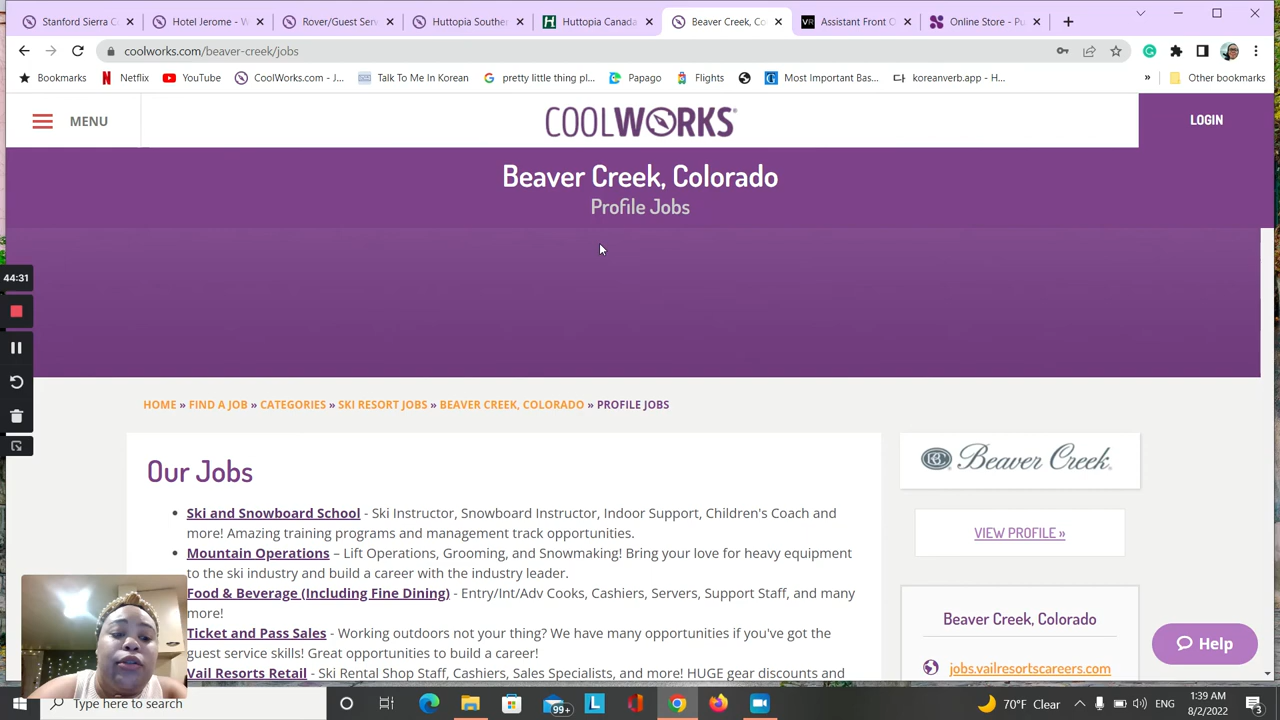 Stanford Sierra Co
Hotel Jerome - W
Rover/Guest Serv
Huttopia Souther
Huttopia Canada
Beaver Creek, Co
Assistant Front O
Online Store - Pu
coolworks.com/beaver-creek/jobs
Bookmarks
Netflix
YouTube
CoolWorks.com - J...
Talk To Me In Korean
pretty little thing pl...
Papago
Flights
Most Important Bas...
koreanverb.app - K...
»
Other bookmarks
MENU
COOLWORKS®
LOGIN
Beaver Creek, Colorado
Profile Jobs
44:31
HOME » FIND A JOB » CATEGORIES » SKI RESORT JOBS » BEAVER CREEK, COLORADO » PROFILE JOBS
Our Jobs
• Ski and Snowboard School - Ski Instructor, Snowboard Instructor, Indoor Support, Children's Coach and
more! Amazing training programs and management track opportunities.
• Mountain Operations – Lift Operations, Grooming, and Snowmaking! Bring your love for heavy equipment
to the ski industry and build a career with the industry leader.
Food & Beverage (Including Fine Dining) - Entry/Int/Adv Cooks, Cashiers, Servers, Support Staff, and many
more!
Ticket and Pass Sales - Working outdoors not your thing? We have many opportunities if you've got the
guest service skills! Great opportunities to build a career!
Vail Resorts Retail - Ski Rental Shop Staff, Cashiers, Sales Specialists, and more! HUGE gear discounts and
Beaver Creek.
VIEW PROFILE »
Beaver Creek, Colorado
jobs.vailresortscareers.com
Help
Type here to search
99+
L
70°F Clear
ENG
1:39 AM
8/2/2022
3